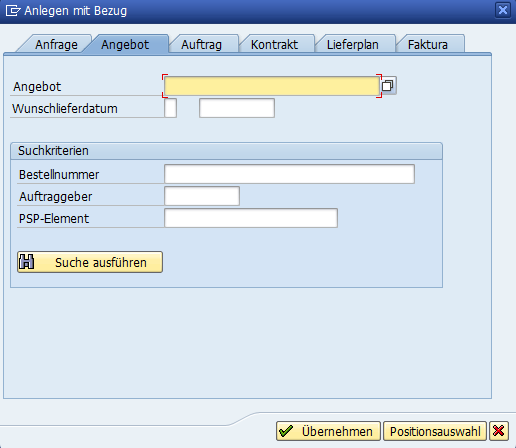 Anlegen mit Bezug
Anfrage Angebot Auftrag Kontrakt Lieferplan Faktura
Angebot
Wunschlieferdatum
Suchkriterien
Bestellnummer
Auftraggeber
PSP-Element
Suche ausführen
Übernehmen Positionsauswahl